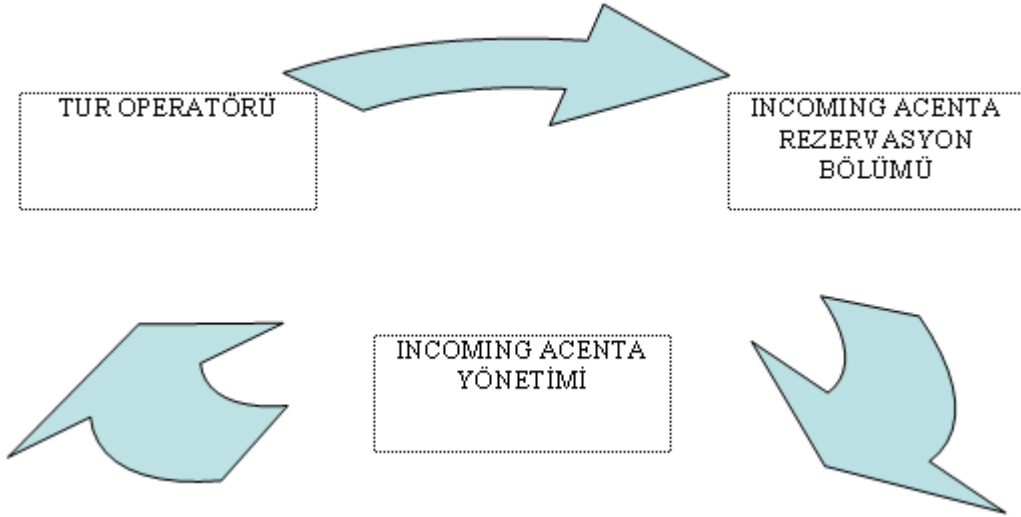 TUR OPERATÖRÜ
INCOMING ACENTA
REZERVASYON
BÖLÜMÜ
INCOMING ACENTA
YÖNETİMİ